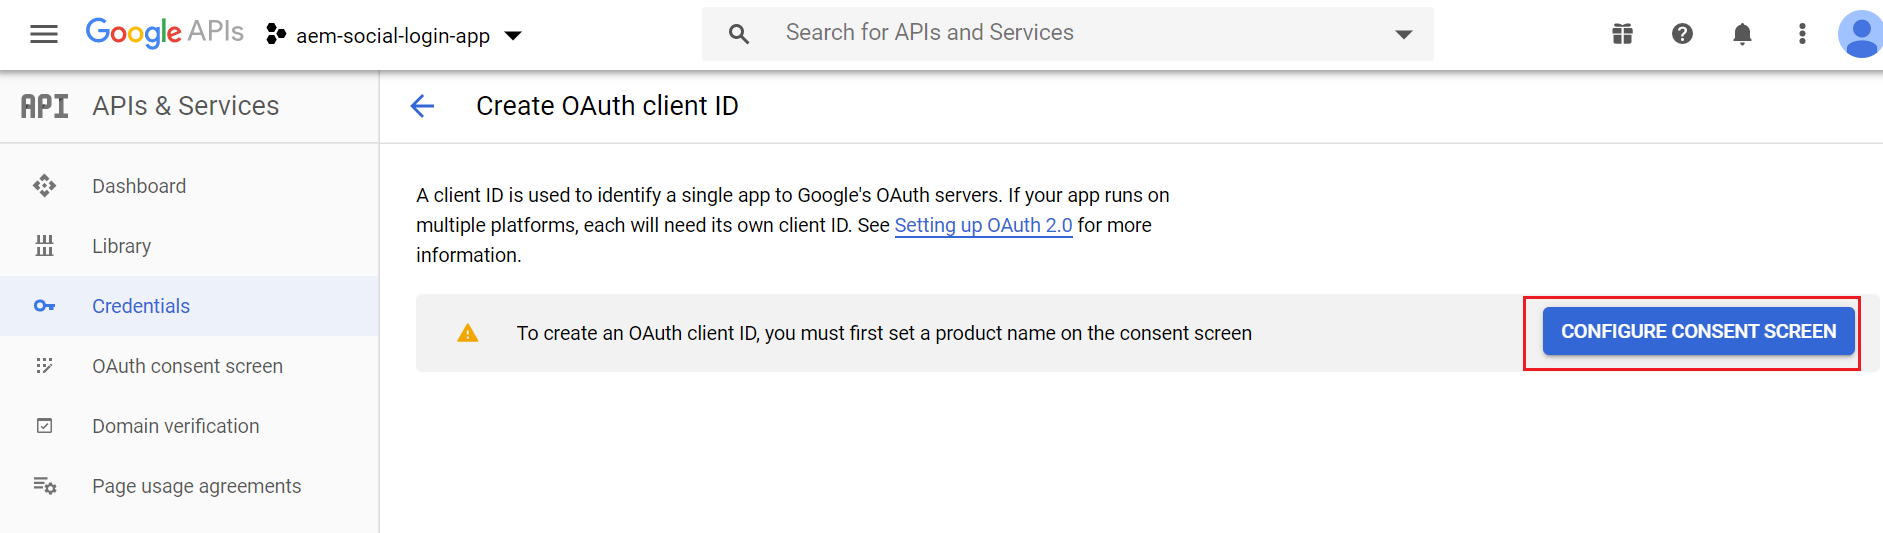 Google APIs
aem-social-login-app
Search for APIs and Services
API
APIs & Services
Create OAuth client ID
Dashboard
Library
Credentials
OAuth consent screen
Domain verification
Page usage agreements
A client ID is used to identify a single app to Google's OAuth servers. If your app runs on
multiple platforms, each will need its own client ID. See Setting up OAuth 2.0 for more
information.
To create an OAuth client ID, you must first set a product name on the consent screen
CONFIGURE CONSENT SCREEN